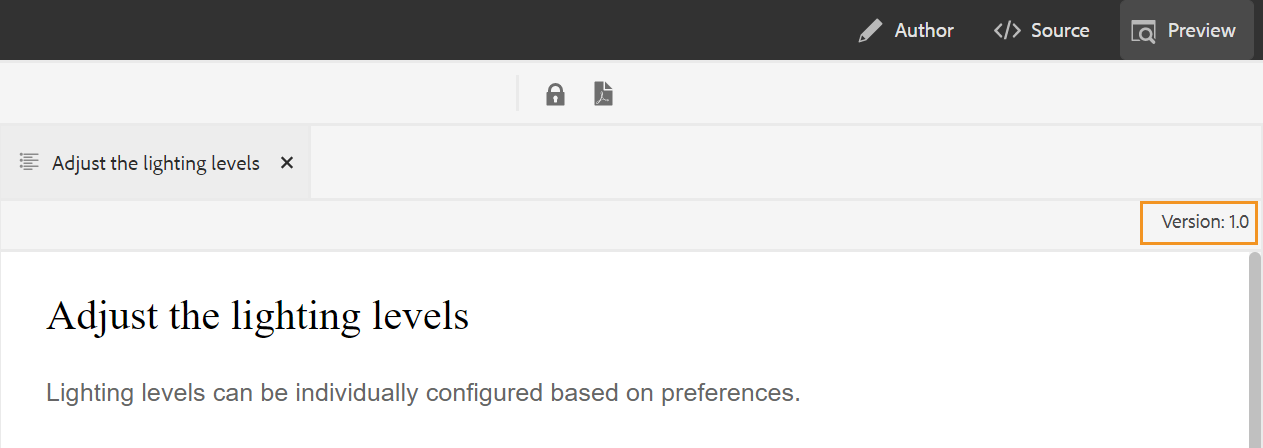 Author
Source
Preview
Adjust the lighting levels
Version: 1.0
Adjust the lighting levels
Lighting levels can be individually configured based on preferences.